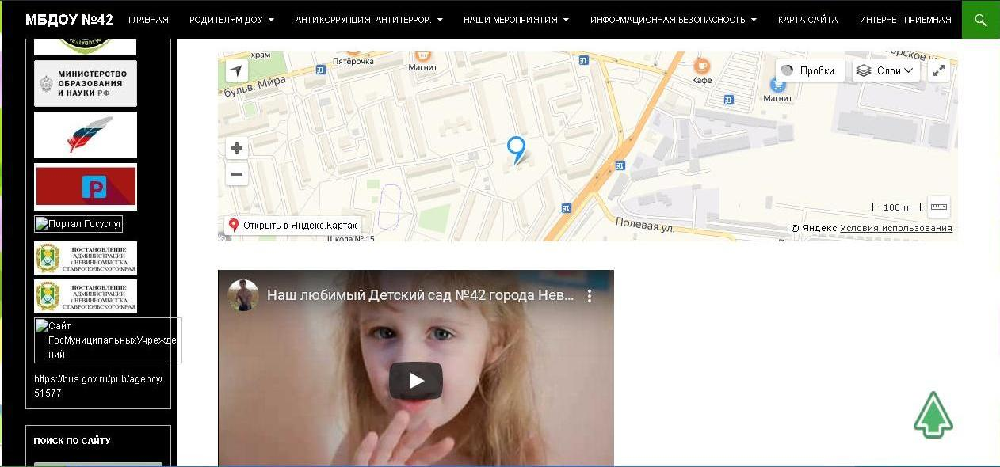 МБДОУ №42
ГЛАВНАЯ
РОДИТЕЛЯМ ДОУ
АНТИКОРРУПЦИЯ. АНТИТЕРРОР.
НАШИ МЕРОПРИЯТИЯ
ИНФОРМАЦИОННАЯ БЕЗОПАСНОСТЬ
КАРТА САЙТА
ИНТЕРНЕТ-ПРИЕМНАЯ
МИНИСТЕРСТВО
ОБРАЗОВАНИЯ
И НАУКИ РФ
Р
Портал Госуслуг
ПОСТАНОВЛЕНИЕ
АДМИНИСТРАЦИИ
г.НЕВИННОМЫССКА
СТАВРОПОЛЬСКОГО КРАЯ
ПОСТАНОВЛЕНИЕ
АДМИНИСТРАЦИИ
г.НЕВИННОМЫССКА
СТАВРОПОЛЬСКОГО КРАЯ
Сайт
ГосМуниципальныхУчрежде
ний
https://bus.gov.ru/pub/agency/
51577
ПОИСК ПО САЙТУ
храм
Пятёрочка
Магнит
бульв. Мира
Кафе
Магнит
Пробки
Слои
Полевая ул.
100 м
Открыть в Яндекс.Картах
Школа № 15
© Яндекс Условия использования
Наш любимый Детский сад №42 города Нев...